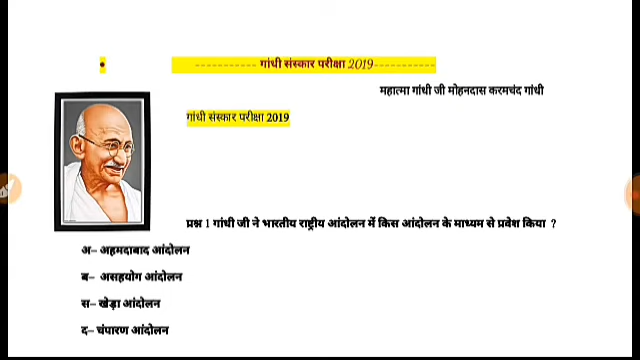 ----------- गांधी संस्कार परीक्षा 2019-----------
महात्मा गांधी जी मोहनदास करमचंद गांधी
गांधी संस्कार परीक्षा 2019
प्रश्न 1 गांधी जी ने भारतीय राष्ट्रीय आंदोलन में किस आंदोलन के माध्यम से प्रवेश किया ?
अ– अहमदाबाद आंदोलन
ब– असहयोग आंदोलन
स– खेड़ा आंदोलन
द– चंपारण आंदोलन